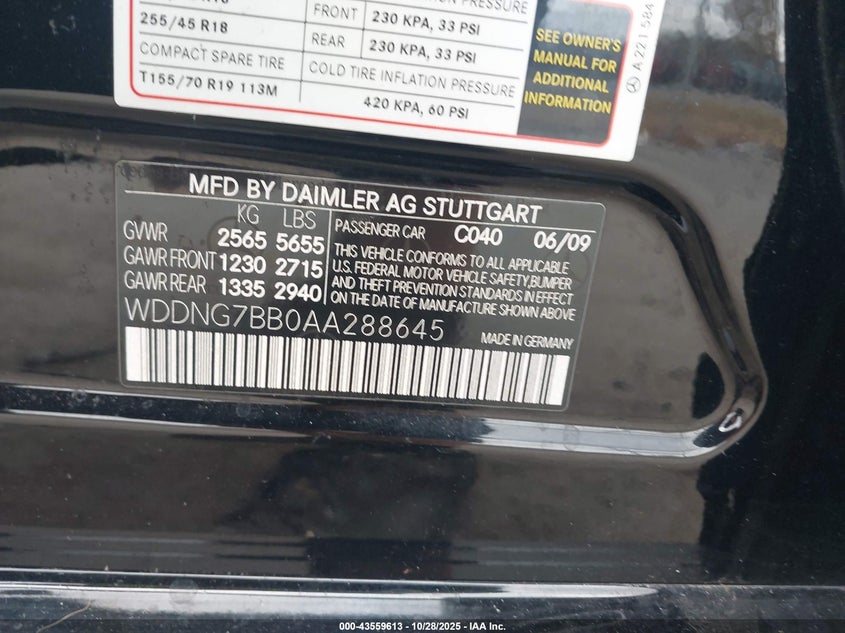 PRESSURE
FRONT 230 KPA, 33 PSI
255/45 R18
REAR 230 KPA, 33 PSI
COMPACT SPARE TIRE
COLD TIRE INFLATION PRESSURE
T155/70 R19 113M
420 KPA, 60 PSI
SEE OWNER'S
MANUAL FOR
ADDITIONAL
INFORMATION
A 221 584
MFD BY DAIMLER AG STUTTGART
KG LBS
GVWR 2565 5655
GAWR FRONT 1230 2715
GAWR REAR 1335 2940
PASSENGER CAR C040 06/09
THIS VEHICLE CONFORMS TO ALL APPLICABLE
U.S. FEDERAL MOTOR VEHICLE SAFETY,BUMPER
AND THEFT PREVENTION STANDARDS IN EFFECT
ON THE DATE OF MANUFACTURE SHOWN ABOVE
WDDNG7BB0AA288645
MADE IN GERMANY
000-43559613 - 10/28/2025 - IAA Inc.